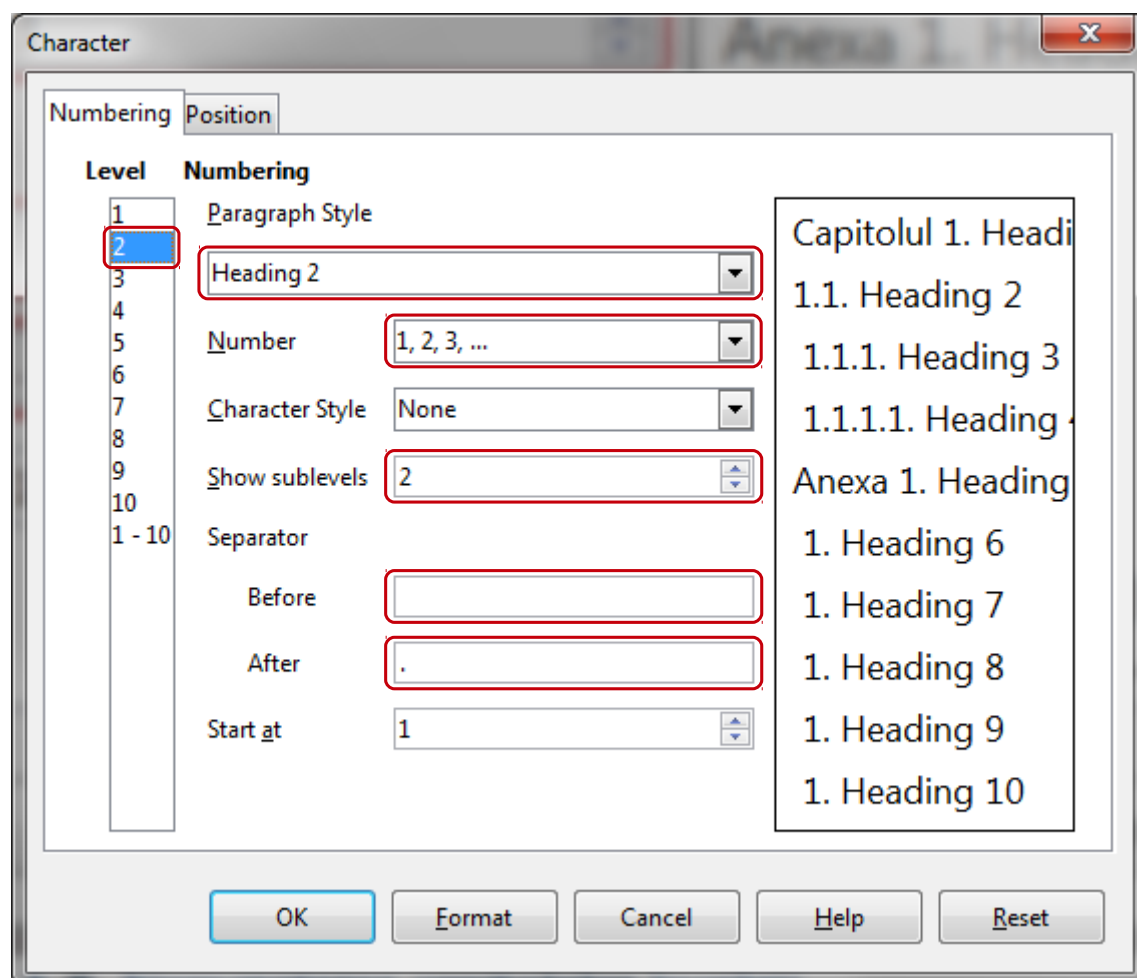 Character
Anexa 1. He
Numbering Position
Level Numbering
1
2
3
4
5
6
7
8
9
10
1 - 10
Paragraph Style
Heading 2
Number 1, 2, 3, ...
Character Style None
Show sublevels 2
Separator
Before
After .
Start at 1
Capitolul 1. Headi
1.1. Heading 2
1.1.1. Heading 3
1.1.1.1. Heading
Anexa 1. Heading
1. Heading 6
1. Heading 7
1. Heading 8
1. Heading 9
1. Heading 10
OK Format Cancel Help Reset